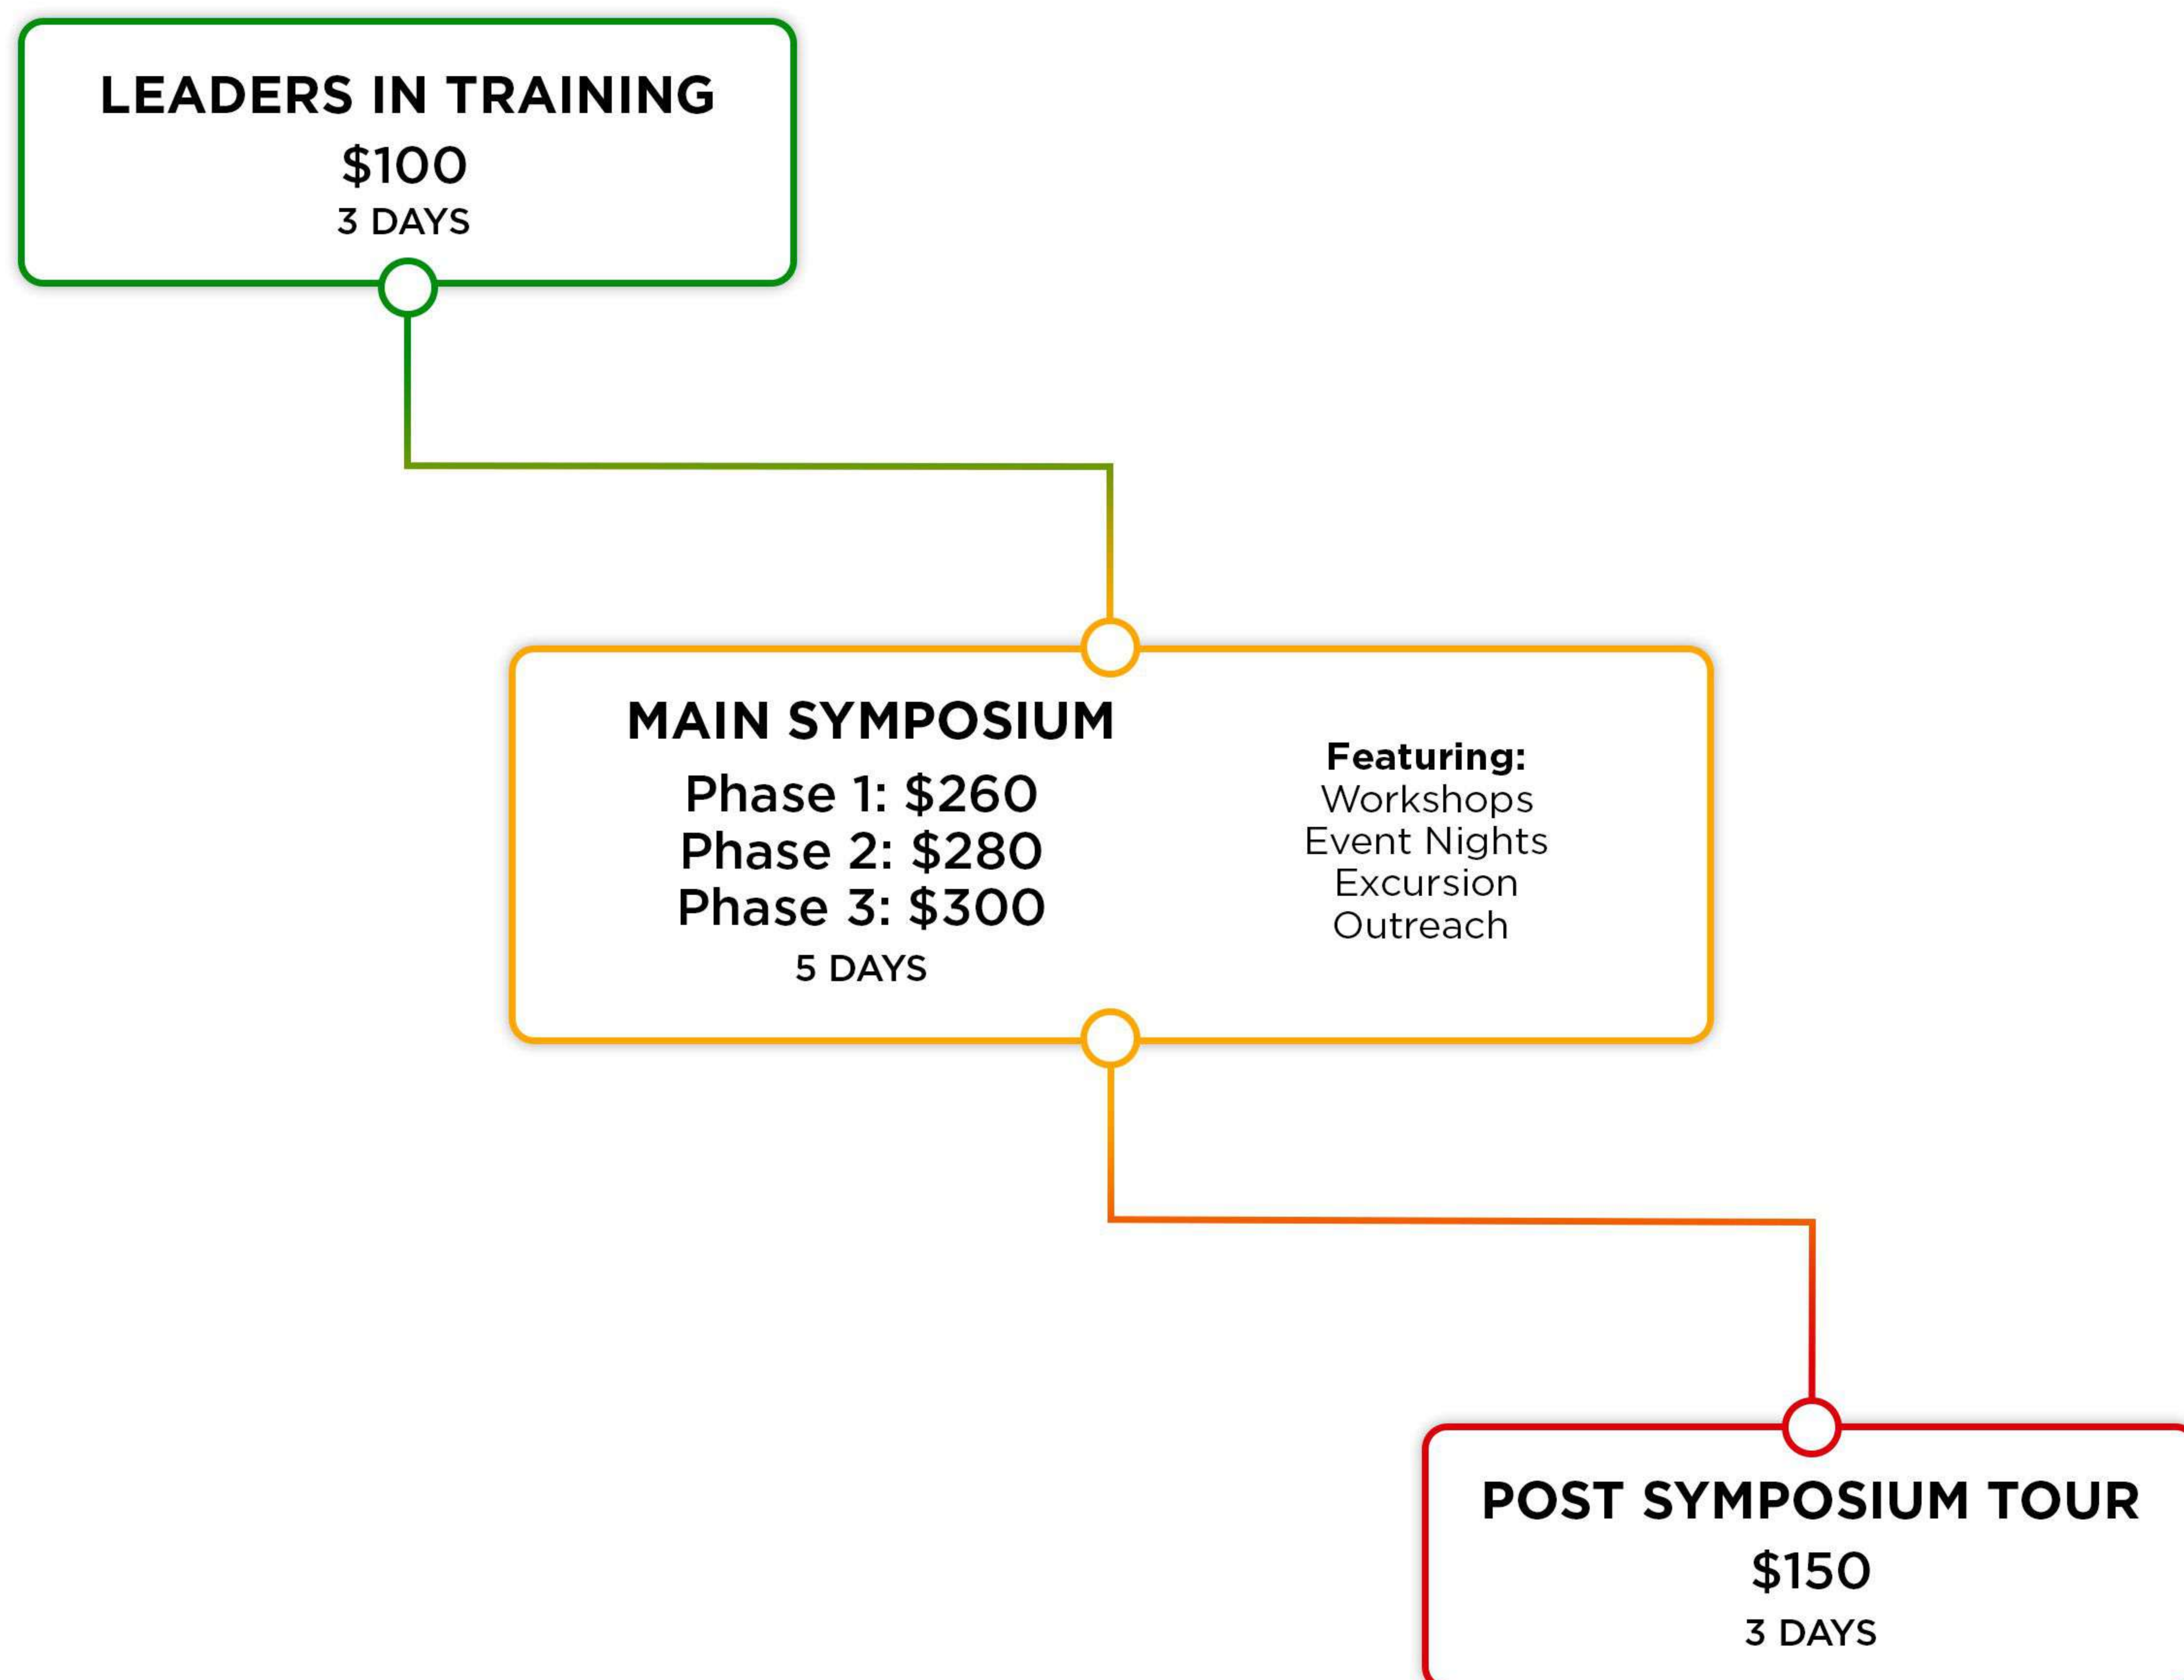 LEADERS IN TRAINING
$100
3 DAYS
MAIN SYMPOSIUM
Phase 1: $260
Phase 2: $280
Phase 3: $300
5 DAYS
Featuring:
Workshops
Event Nights
Excursion
Outreach
POST SYMPOSIUM TOUR
$150
3 DAYS